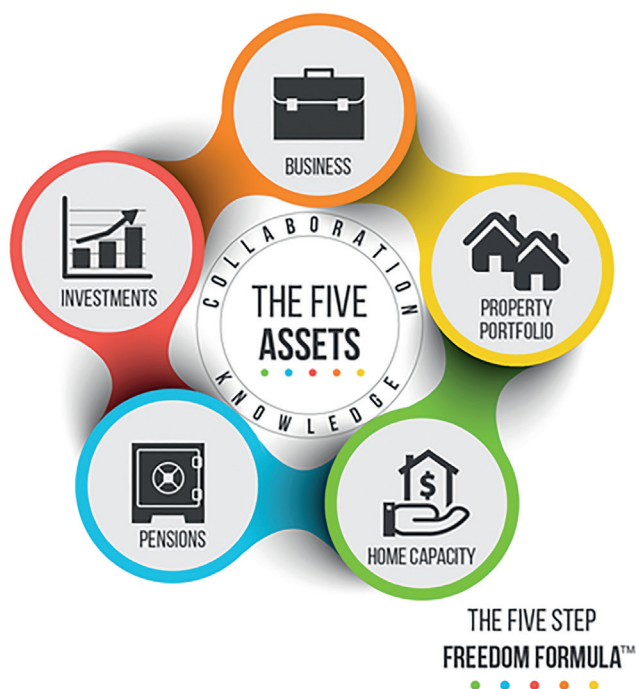 BUSINESS
INVESTMENTS
PROPERTY
PORTFOLIO
COLLABORATION
THE FIVE
ASSETS
KNOWLEDGE
PENSIONS
$
HOME CAPACITY
THE FIVE STEP
FREEDOM FORMULA™